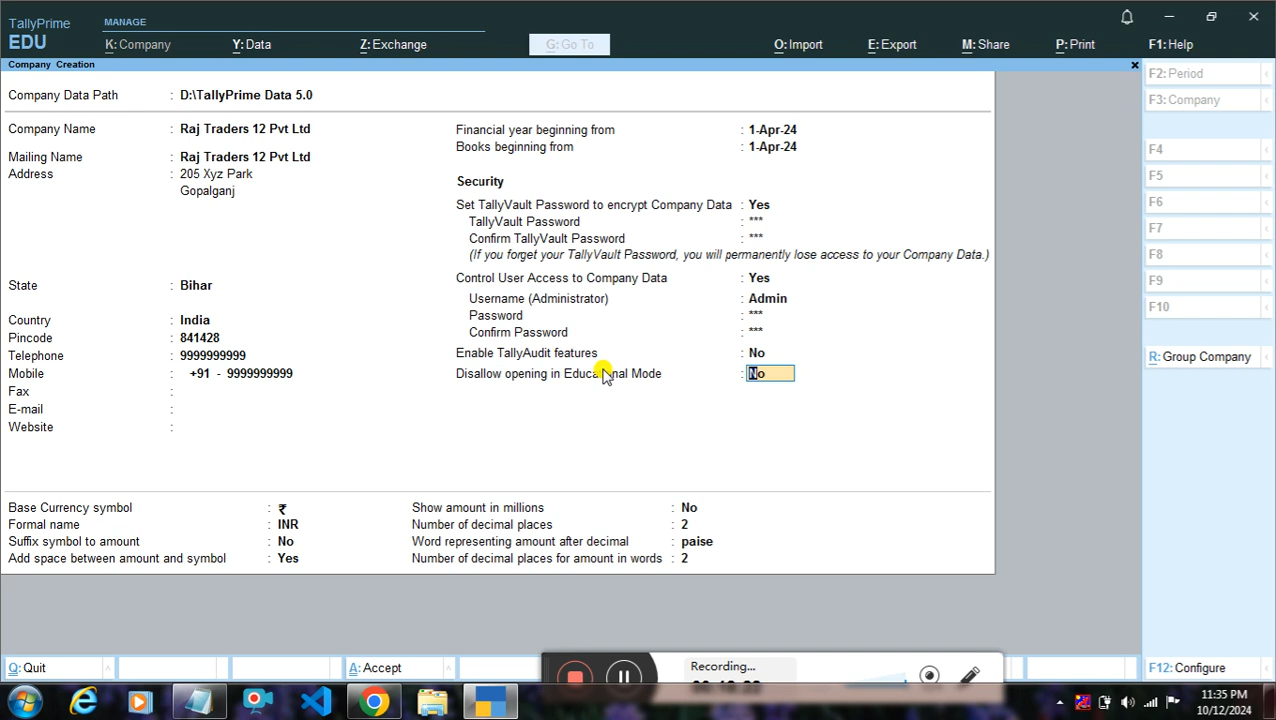 TallyPrime
EDU
MANAGE
K: Company
Y: Data
Z: Exchange
G: Go To
O: Import
E: Export
M: Share
P: Print
F1: Help
Company Creation
Company Data Path : D:\TallyPrime Data 5.0
Company Name : Raj Traders 12 Pvt Ltd
Mailing Name : Raj Traders 12 Pvt Ltd
Address : 205 Xyz Park
Gopalganj
State : Bihar
Country : India
Pincode : 841428
Telephone : 9999999999
Mobile : +91 - 9999999999
Fax :
E-mail :
Website :
Financial year beginning from : 1-Apr-24
Books beginning from : 1-Apr-24
Security
Set TallyVault Password to encrypt Company Data : Yes
TallyVault Password : ***
Confirm TallyVault Password : ***
(If you forget your TallyVault Password, you will permanently lose access to your Company Data.)
Control User Access to Company Data : Yes
Username (Administrator) : Admin
Password : ***
Confirm Password : ***
Enable TallyAudit features : No
Disallow opening in Educational Mode : No
Base Currency symbol : ₹
Formal name : INR
Suffix symbol to amount : No
Add space between amount and symbol : Yes
Show amount in millions : No
Number of decimal places : 2
Word representing amount after decimal : paise
Number of decimal places for amount in words : 2
F2: Period
F3: Company
F4
F5
F6
F7
F8
F9
F10
R: Group Company
F12: Configure
Q: Quit
A: Accept
Recording...
11:35 PM
10/12/2024